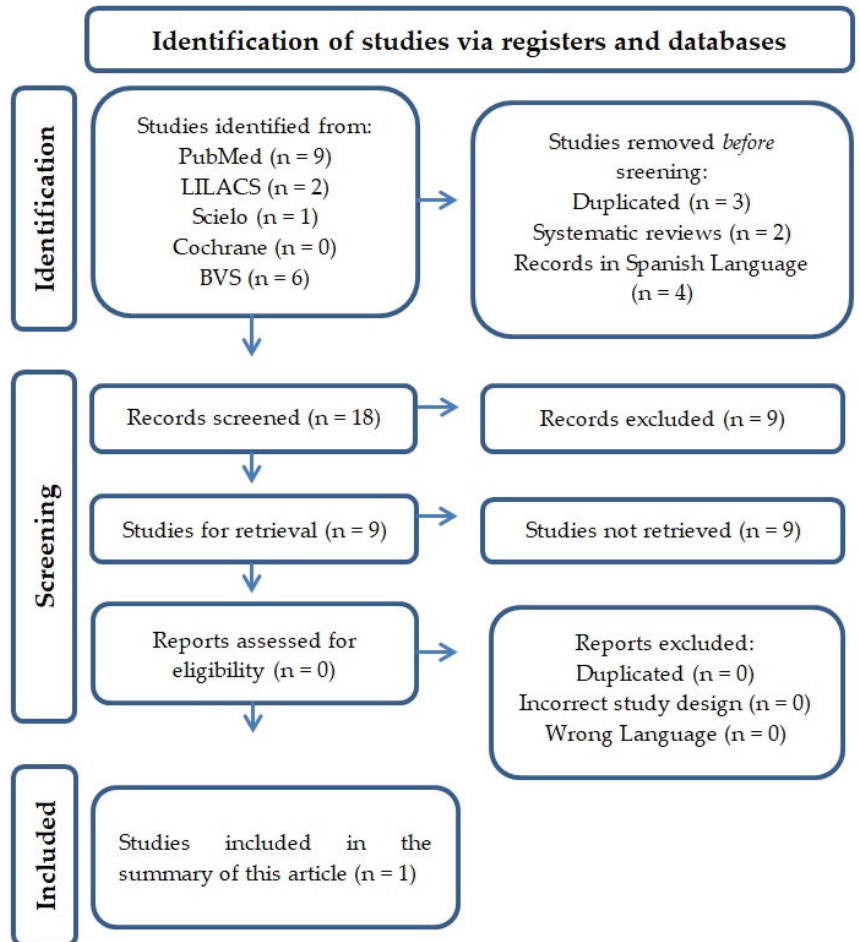 Identification of studies via registers and databases
Identification
Studies identified from:
PubMed (n = 9)
LILACS (n = 2)
Scielo (n = 1)
Cochrane (n = 0)
BVS (n = 6)
Studies removed before
sreening:
Duplicated (n = 3)
Systematic reviews (n = 2)
Records in Spanish Language
(n = 4)
Screening
Records screened (n = 18)
Records excluded (n = 9)
Studies for retrieval (n = 9)
Studies not retrieved (n = 9)
Reports assessed for
eligibility (n = 0)
Reports excluded:
Duplicated (n = 0)
Incorrect study design (n = 0)
Wrong Language (n = 0)
Included
Studies included in the
summary of this article (n = 1)